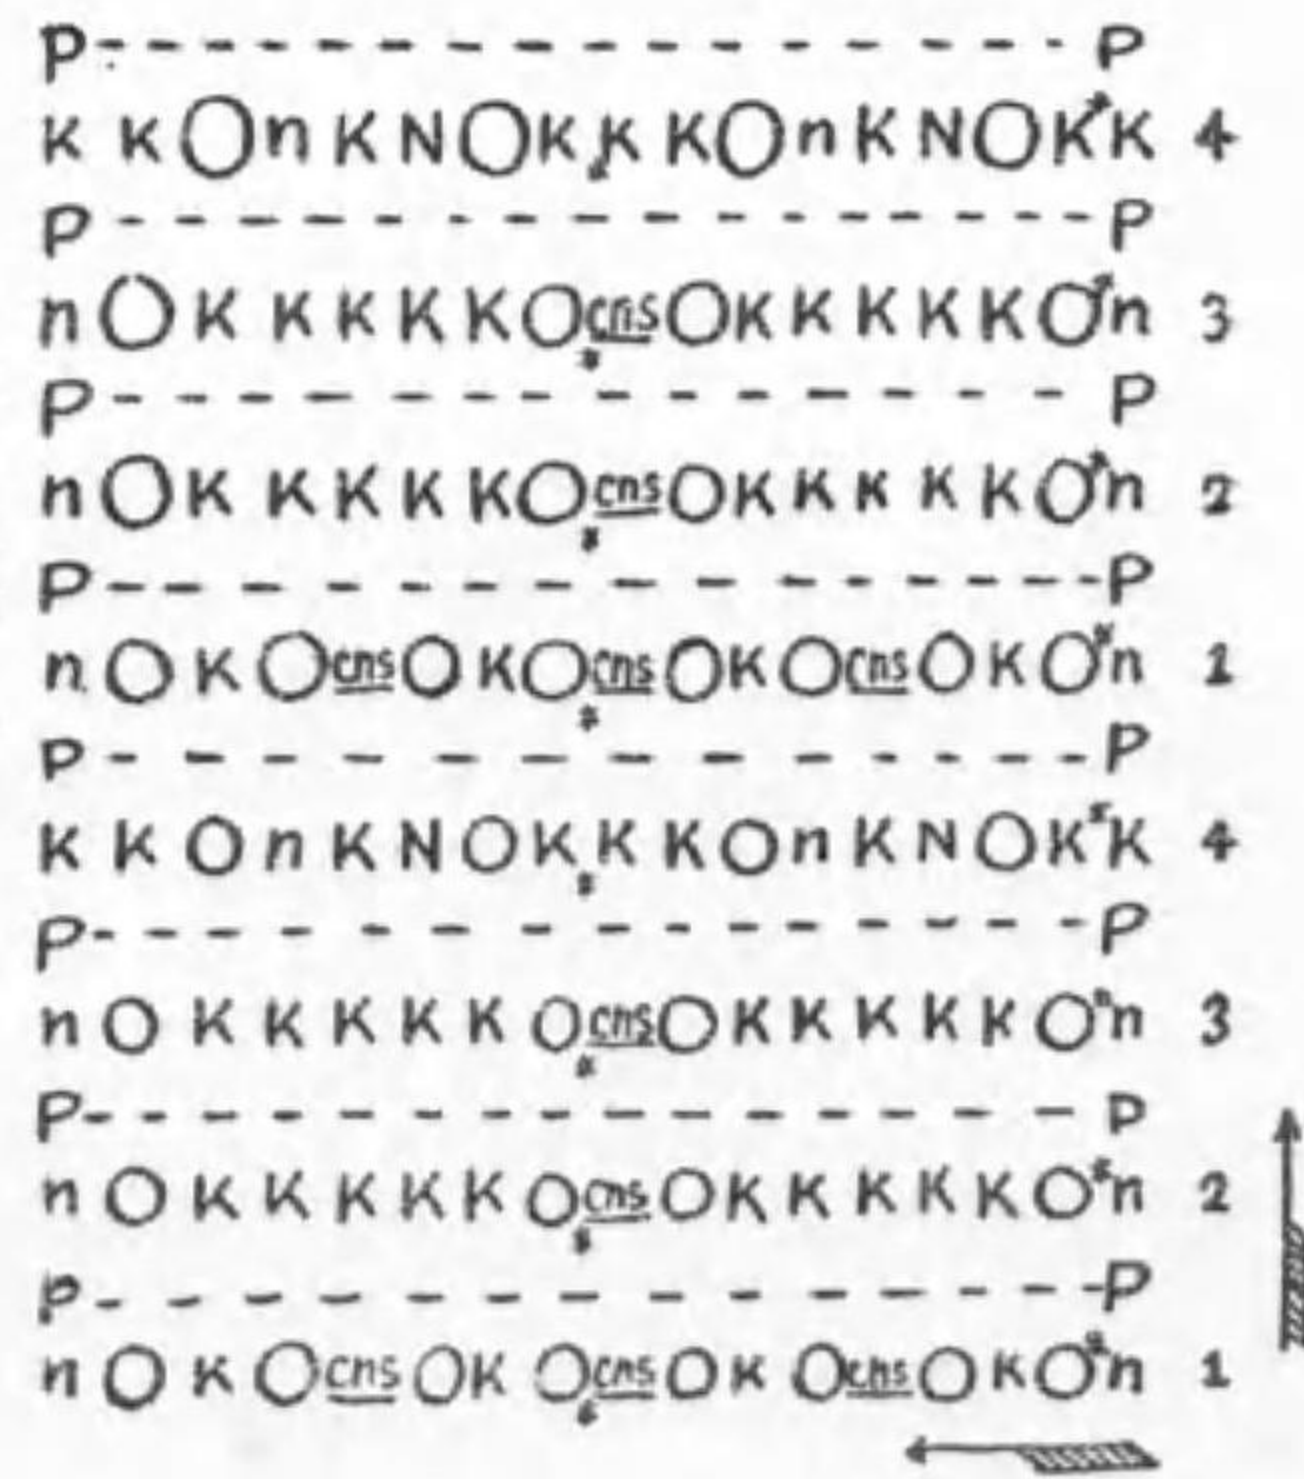 P - - - - - - - - - - - - - - P
K K O n K N O K * K K O n K N O K * K 4
P - - - - - - - - - - - - - - - P
n O K K K K K O * cns O K K K K K O * n 3
P - - - - - - - - - - - - - P
n O K K K K K O * cns O K K K K K O * n 2
P - - - - - - - - - - - - - - P
n O K O cns O K O * cns O K O cns O K O * n 1
P - - - - - - - - - - - - - P
K K O n K N O K * K K O n K N O K * K 4
P - - - - - - - - - - - - - - P
n O K K K K K O * cns O K K K K K O * n 3
P - - - - - - - - - - - - - - P
n O K K K K K O * cns O K K K K K O * n 2
P - - - - - - - - - - - - - - P
n O K O cns O K O * cns O K O cns O K O * n 1